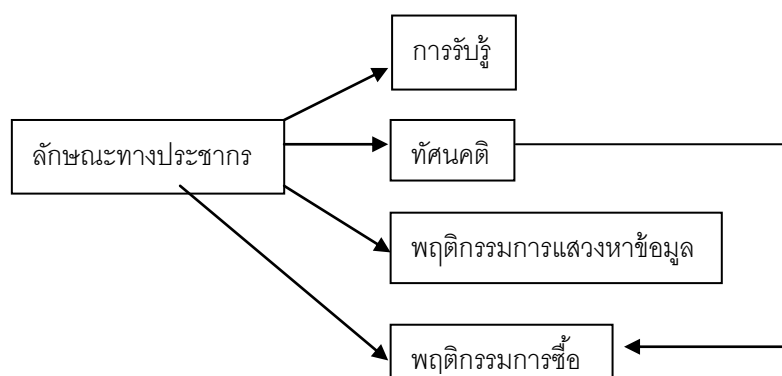 การรับรู้
ลักษณะทางประชากร
ทัศนคติ
พฤติกรรมการแสวงหาข้อมูล
พฤติกรรมการซื้อ